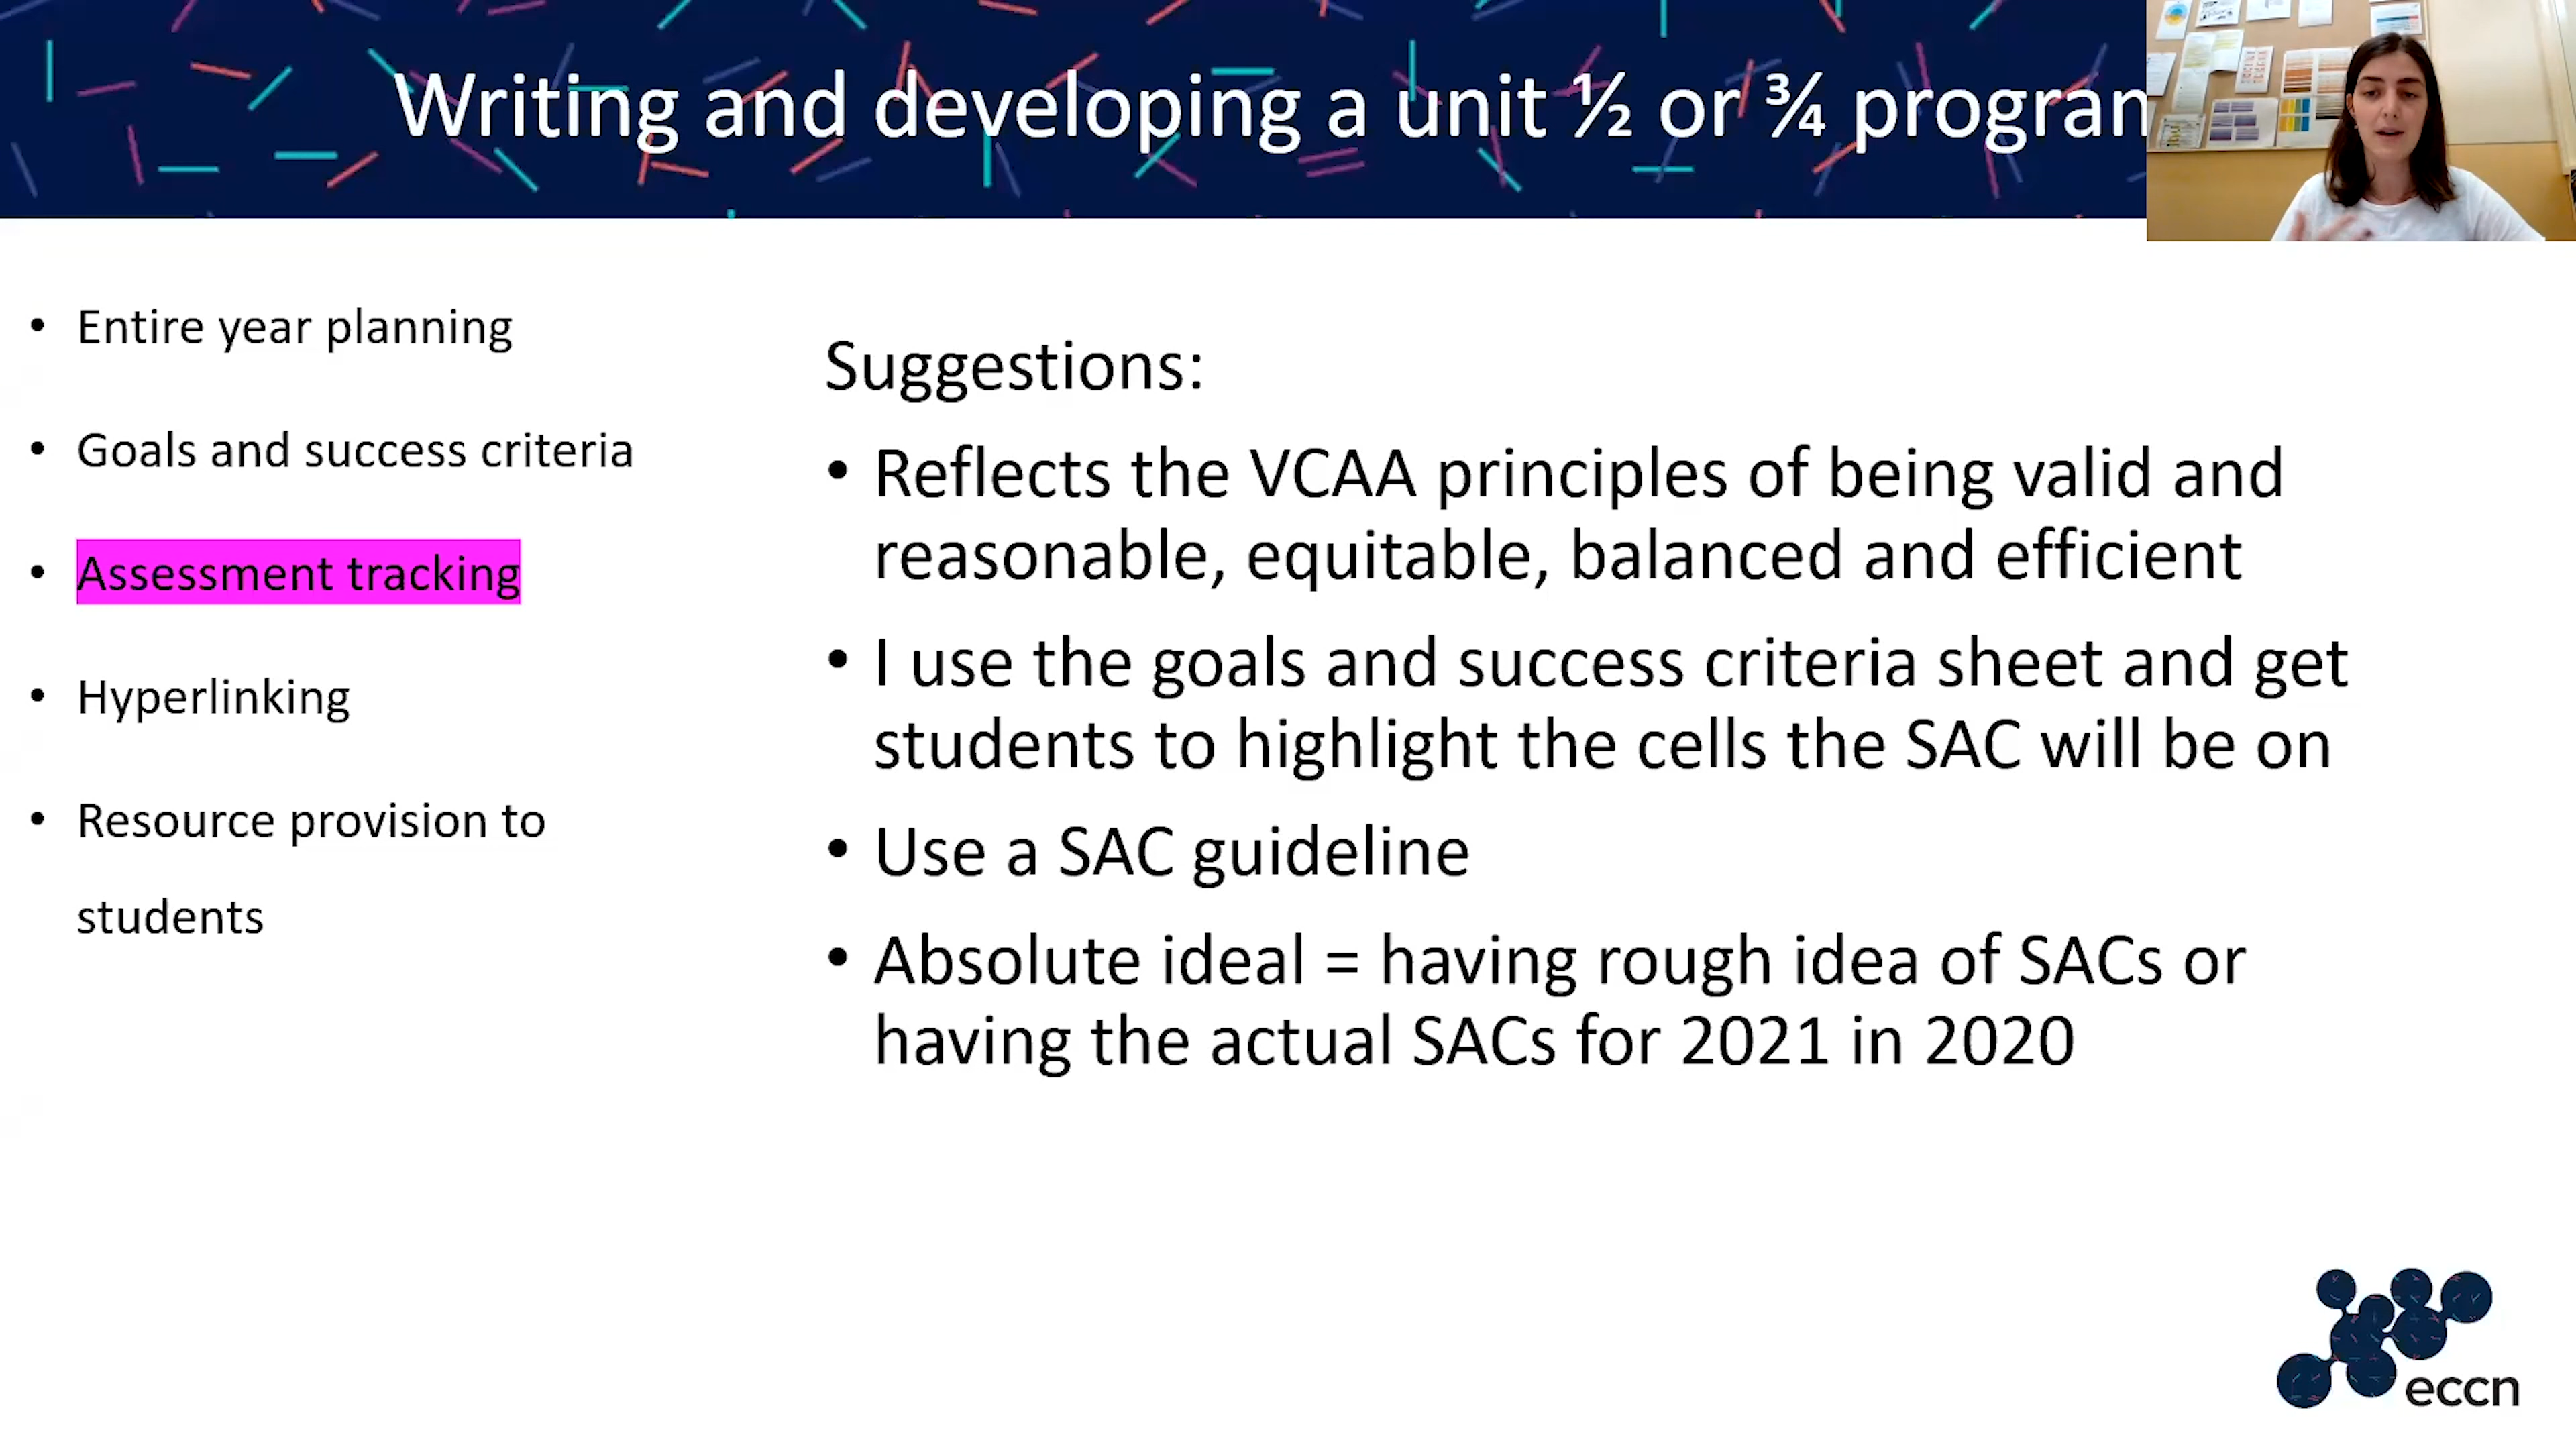 Writing and developing a unit ½ or ¾ program
Entire year planning
Goals and success criteria
Assessment tracking
Hyperlinking
Resource provision to
students
Suggestions:
Reflects the VCAA principles of being valid and
reasonable, equitable, balanced and efficient
I use the goals and success criteria sheet and get
students to highlight the cells the SAC will be on
Use a SAC guideline
Absolute ideal = having rough idea of SACs or
having the actual SACs for 2021 in 2020
eccn